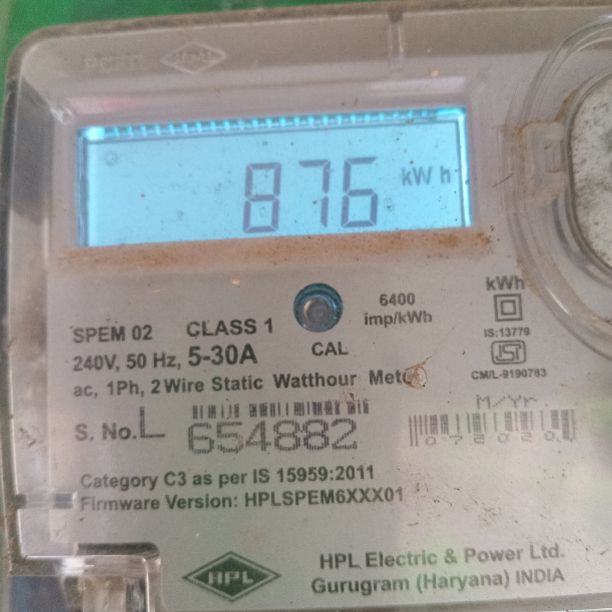 876 kWh
kWh
6400
imp/kWh
SPEM 02 CLASS 1
CAL
IS:13779
240V, 50 Hz, 5-30A
CM/L-9190783
ac, 1Ph, 2 Wire Static Watthour Meter
M/Yr.
S. No. L 654882
072020
Category C3 as per IS 15959:2011
Firmware Version: HPLSPEM6XXX01
HPL
HPL Electric & Power Ltd.
Gurugram (Haryana) INDIA